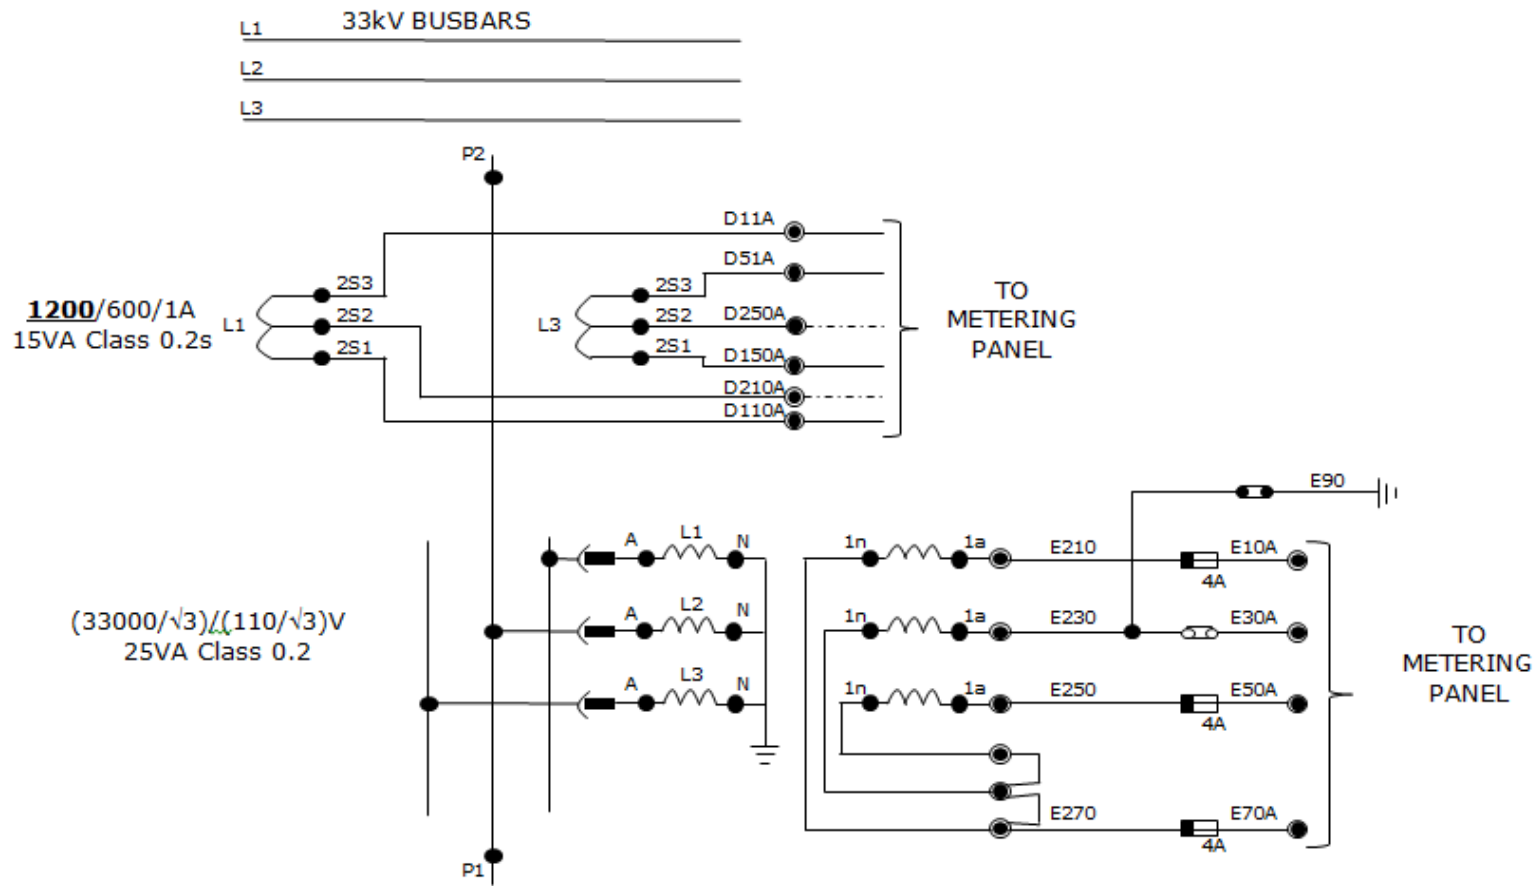 33kV BUSBARS
L1
L2
L3
P2
D11A
D51A
2S3
2S3
1200/600/1A
15VA Class 0.2s
L1
2S2
L3
2S2
D250A
2S1
2S1
D150A
D210A
D110A
TO
METERING
PANEL
E90
A
L1
N
1n
1a
E210
E10A
4A
(33000/√3)/(110/√3)V
25VA Class 0.2
A
L2
N
1n
1a
E230
E30A
A
L3
N
1n
1a
E250
E50A
4A
TO
METERING
PANEL
E270
E70A
4A
P1